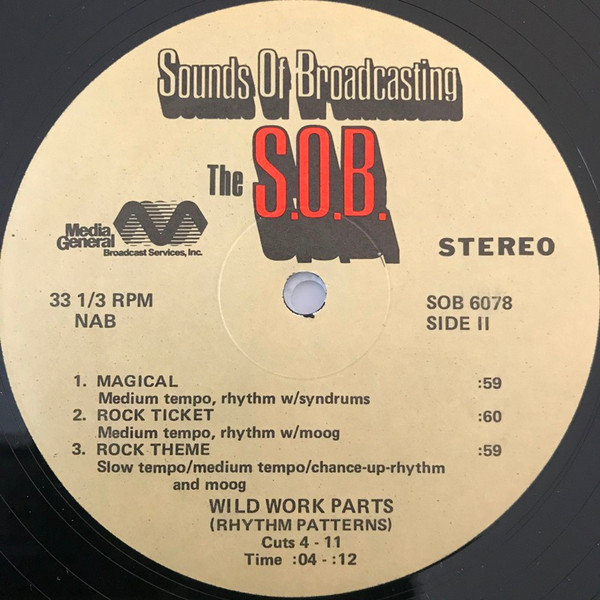 Sounds Of Broadcasting
The S.O.B.
Media
General
Broadcast Services, Inc.
STEREO
33 1/3 RPM
NAB
SOB 6078
SIDE II
1. MAGICAL :59
Medium tempo, rhythm w/syndrums
2. ROCK TICKET :60
Medium tempo, rhythm w/moog
3. ROCK THEME :59
Slow tempo/medium tempo/chance-up-rhythm
and moog
WILD WORK PARTS
(RHYTHM PATTERNS)
Cuts 4 - 11
Time :04 - :12